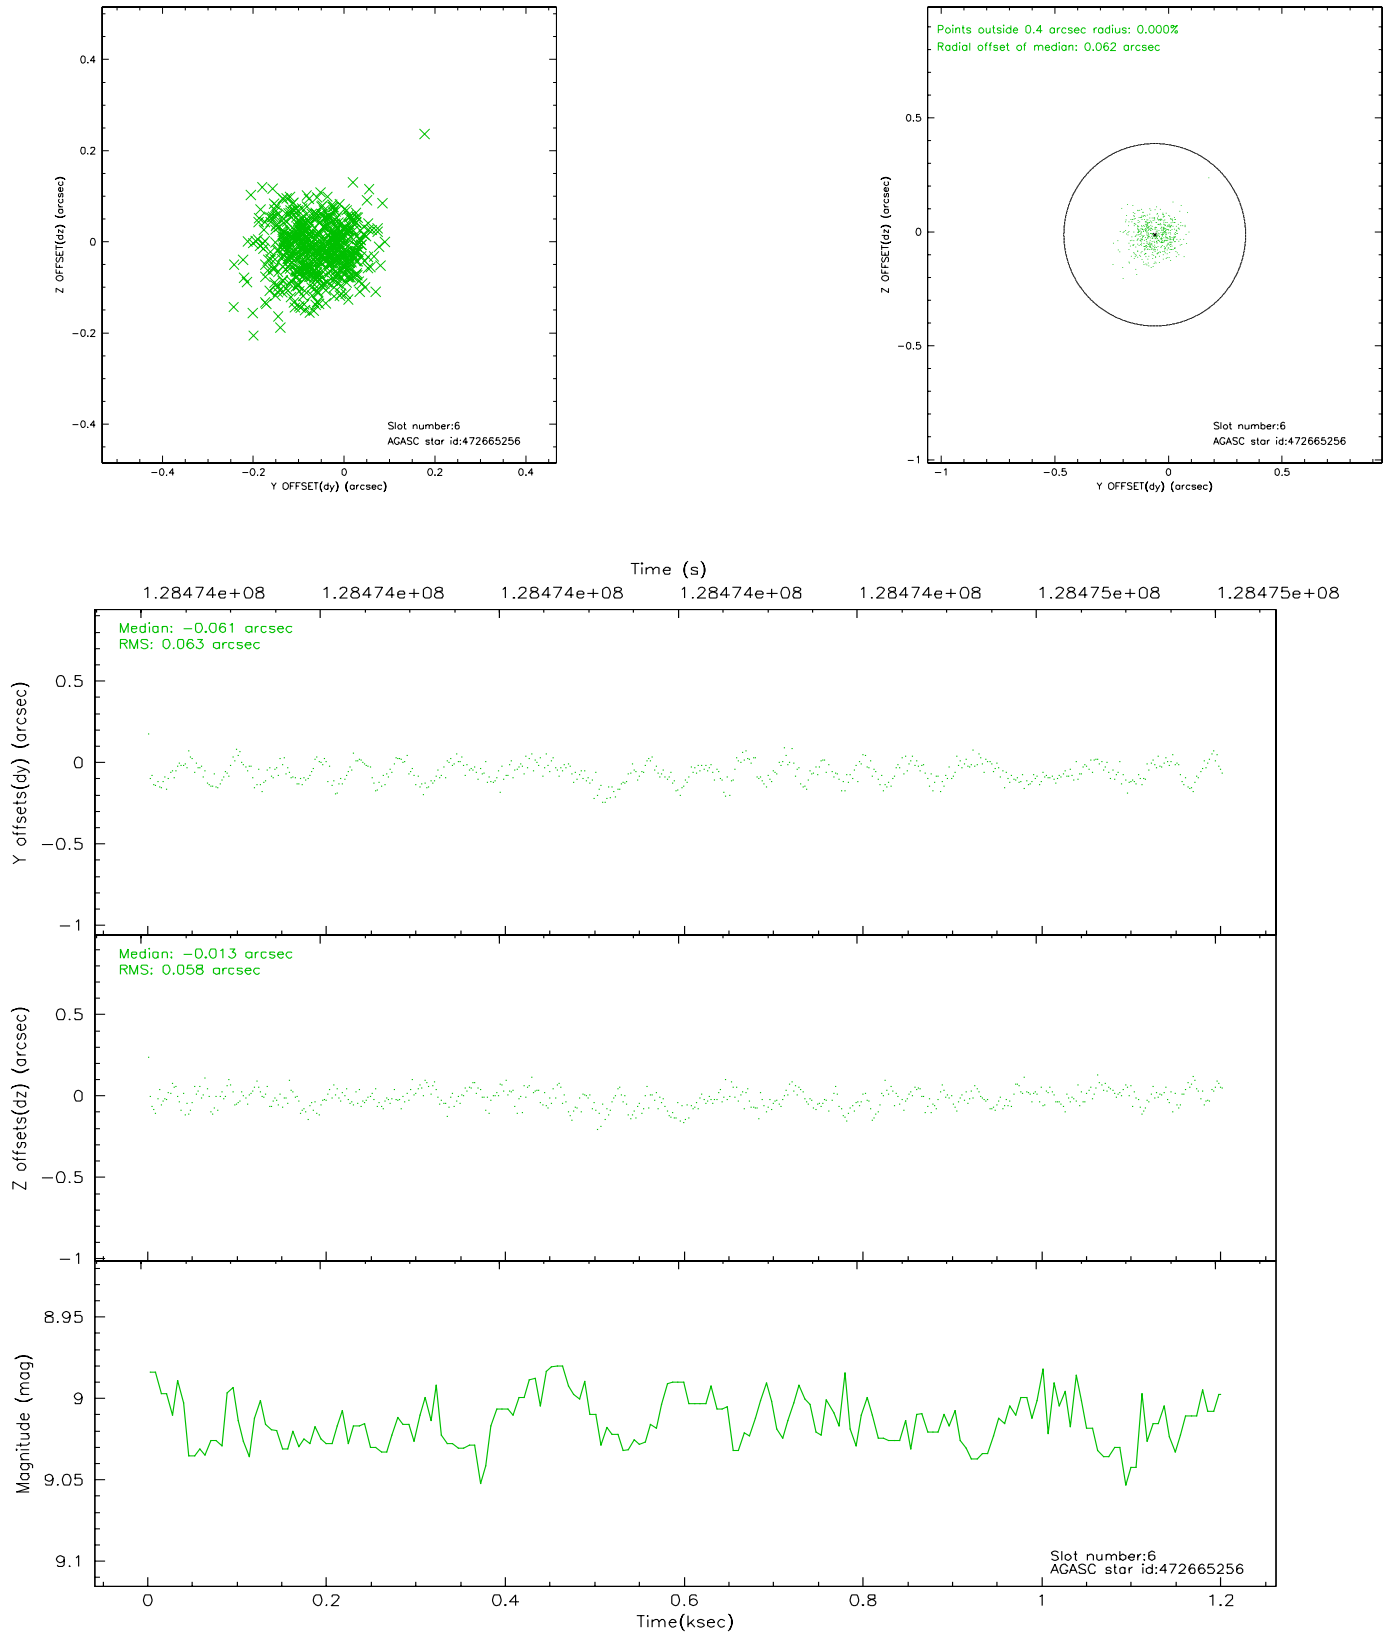 0.4
0.2
0
−0.2
−0.4
Z OFFSET(dz) (arcsec)
Slot number:6
AGASC star id:472665256
−0.4 −0.2 0 0.2 0.4
Y OFFSET(dy) (arcsec)
Points outside 0.4 arcsec radius: 0.000%
Radial offset of median: 0.062 arcsec
0.5
0
−0.5
−1
Z OFFSET(dz) (arcsec)
Slot number:6
AGASC star id:472665256
−1 −0.5 0 0.5
Y OFFSET(dy) (arcsec)
Time (s)
1.28474e+08 1.28474e+08 1.28474e+08 1.28474e+08 1.28474e+08 1.28475e+08 1.28475e+08
Median: −0.061 arcsec
RMS: 0.063 arcsec
0.5
0
−0.5
−1
Y offsets(dy) (arcsec)
Median: −0.013 arcsec
RMS: 0.058 arcsec
0.5
0
−0.5
−1
Z offsets(dz) (arcsec)
8.95
9
9.05
9.1
Magnitude (mag)
Slot number:6
AGASC star id:472665256
0 0.2 0.4 0.6 0.8 1 1.2
Time(ksec)